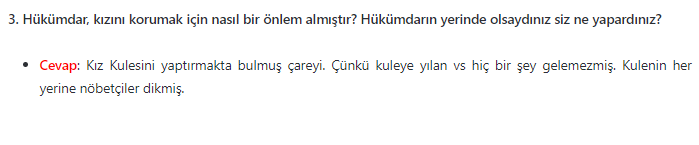 3. Hükümdar, kızını korumak için nasıl bir önlem almıştır? Hükümdarın yerinde olsaydınız siz ne yapardınız?
Cevap: Kız Kulesini yaptırmakta bulmuş çareyi. Çünkü kuleye yılan vs hiç bir şey gelemezmiş. Kulenin her
yerine nöbetçiler dikmiş.